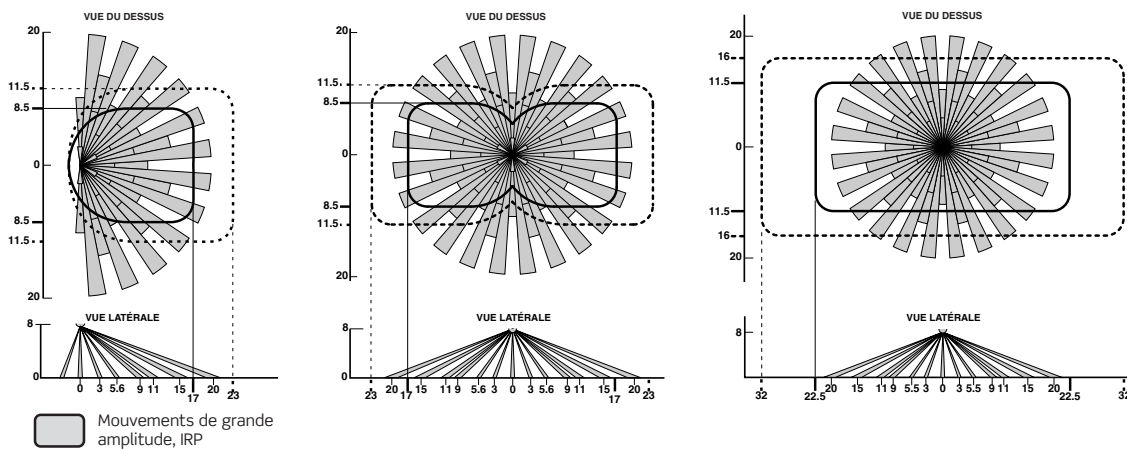 VUE DU DESSUS
20
11.5
8.5
0
8.5
11.5
20
VUE LATÉRALE
8
0
0 3 5.6 9 11 15 20 23
17
VUE DU DESSUS
20
11.5
8.5
0
8.5
11.5
20
VUE LATÉRALE
8
0
23 20 17 15 11 9 5.6 3 0 3 5.6 9 11 15 20 23
17
VUE DU DESSUS
20
16
11.5
0
11.5
16
20
VUE LATÉRALE
8
32 22.5 20 15 11 9 5.5 3 0 3 5.5 9 11 15 20 22.5 32
Mouvements de grande
amplitude, IRP